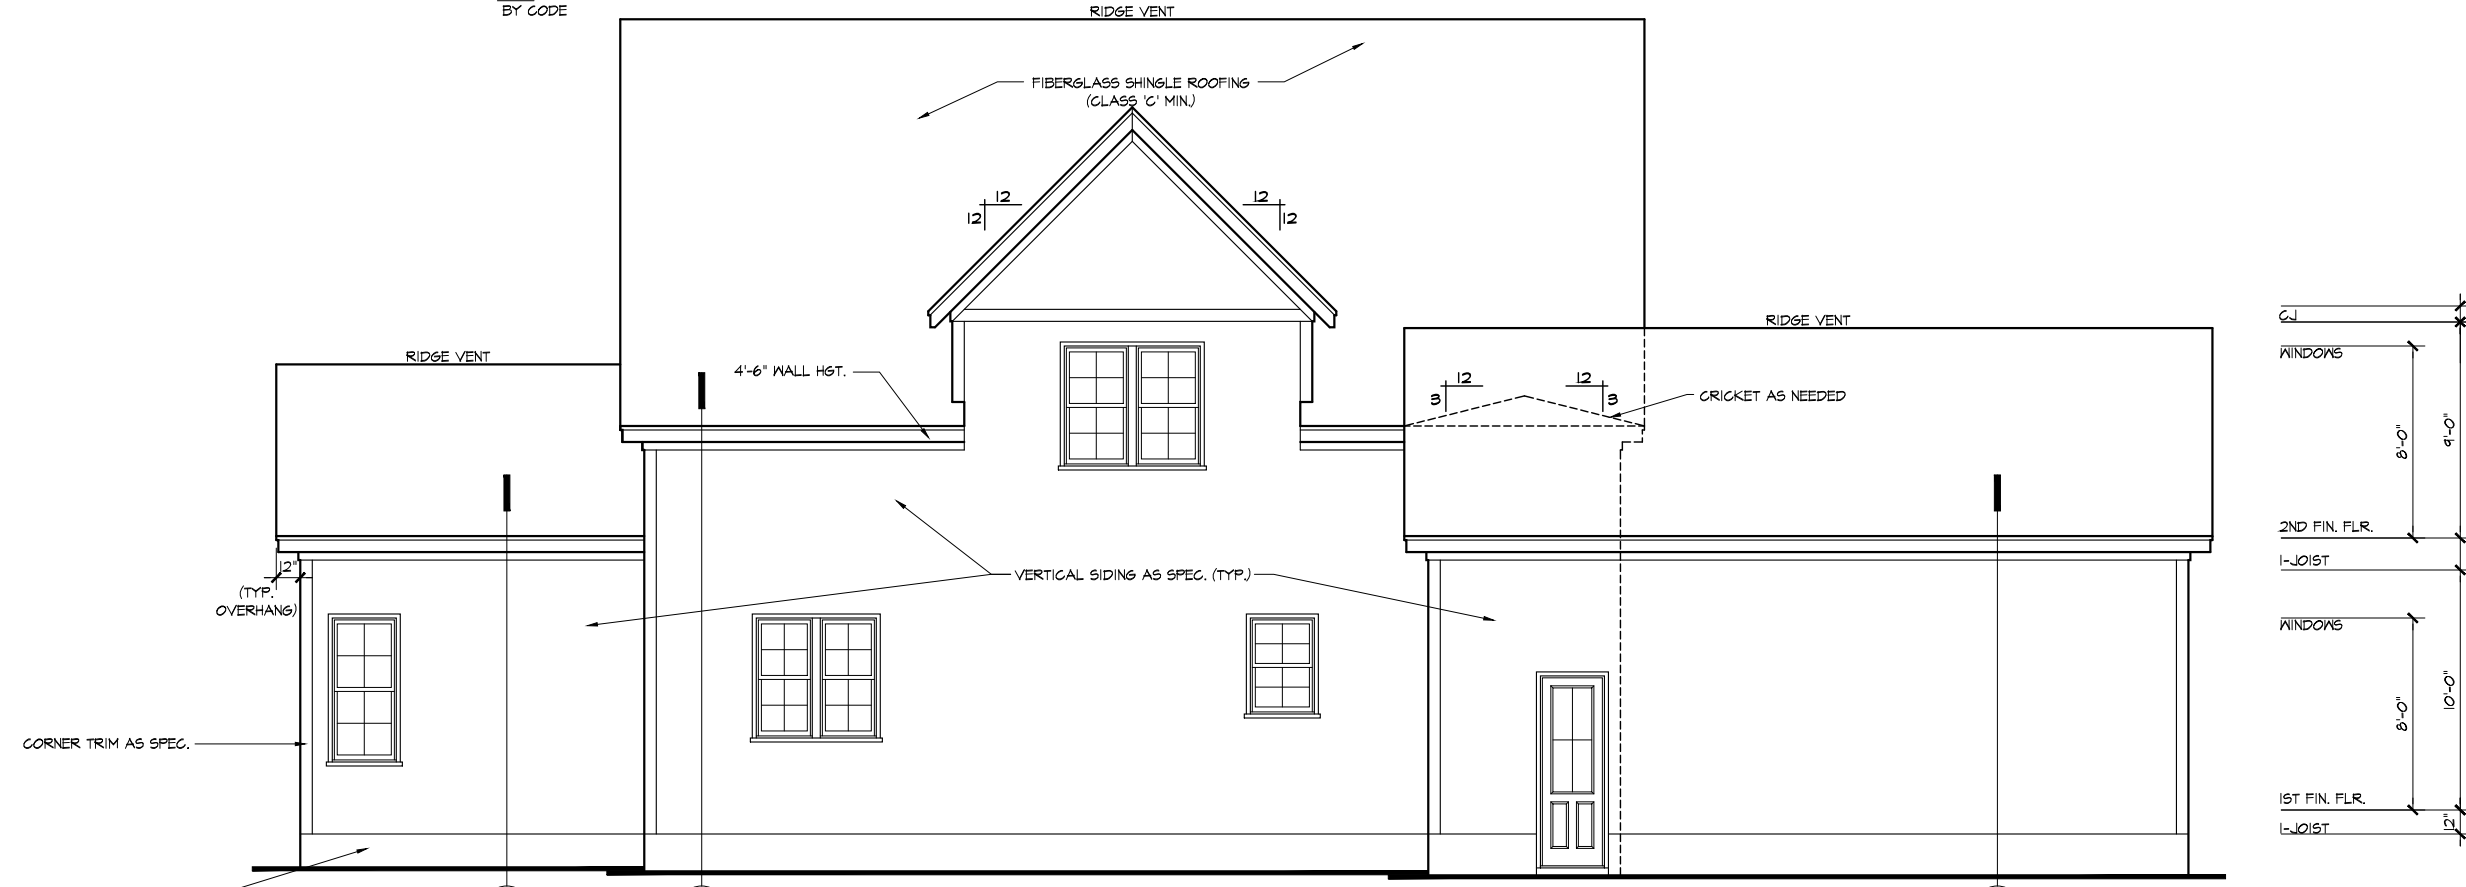 BY CODE
RIDGE VENT
FIBERGLASS SHINGLE ROOFING
(CLASS 'C' MIN.)
12
12
12
12
CJ
RIDGE VENT
WINDOWS
RIDGE VENT
4'-6" WALL HGT.
12
3
12
3
CRICKET AS NEEDED
8'-0"
9'-0"
2ND FIN. FLR.
I-JOIST
12"
(TYP.
OVERHANG)
VERTICAL SIDING AS SPEC. (TYP.)
WINDOWS
8'-0"
10'-0"
CORNER TRIM AS SPEC.
1ST FIN. FLR.
I-JOIST
12"